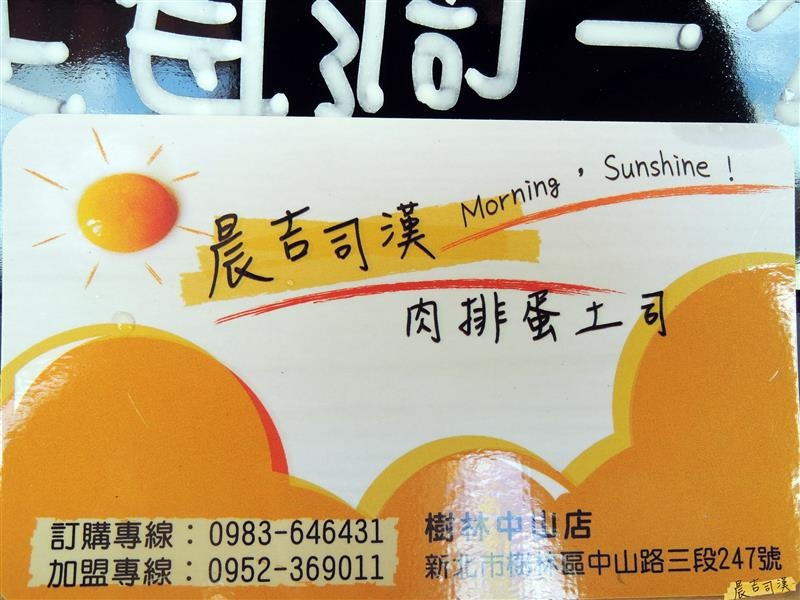 週一
Morning, Sunshine!
晨吉司漢
肉排蛋土司
訂購專線：0983-646431
加盟專線：0952-369011
樹林中山店
新北市樹林區中山路三段247號
晨吉司漢